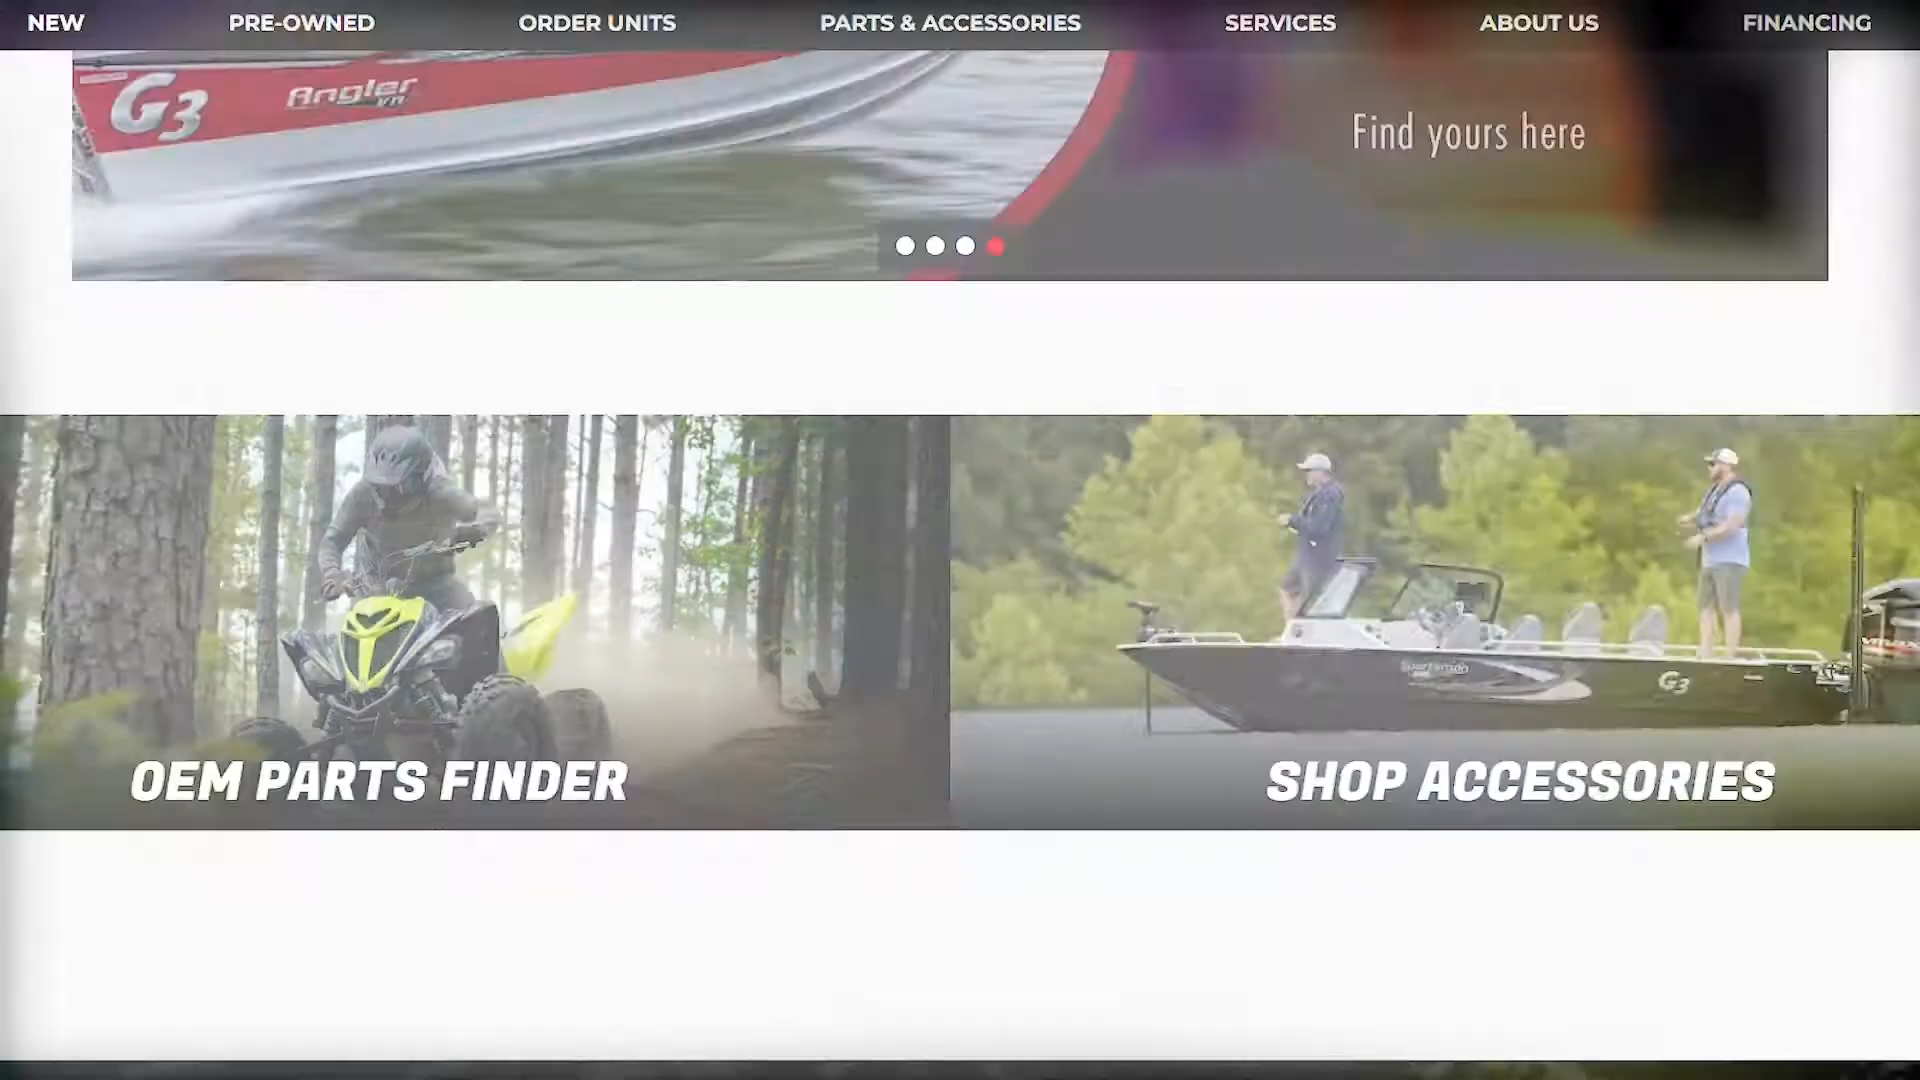 NEW PRE-OWNED ORDER UNITS PARTS & ACCESSORIES SERVICES ABOUT US FINANCING
G3 Angler
Find yours here
Sportsman
G3
OEM PARTS FINDER
SHOP ACCESSORIES